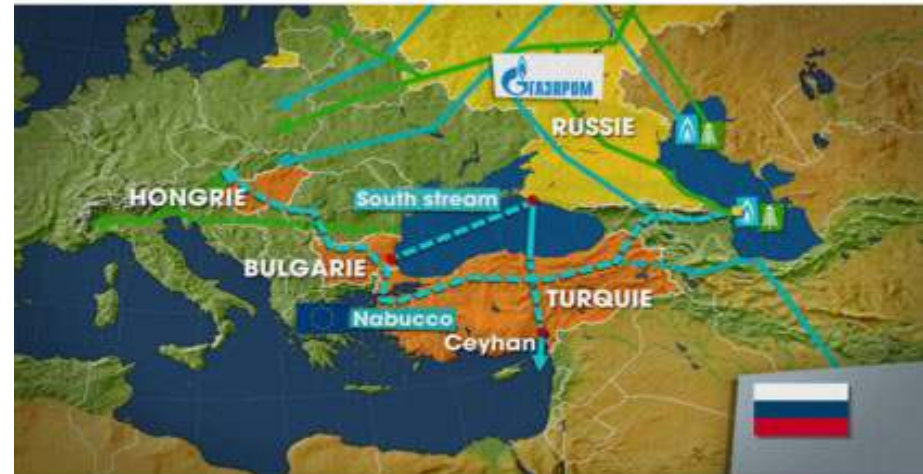 ГАЗПРОМ
RUSSIE
HONGRIE
South stream
BULGARIE
TURQUIE
Nabucco
Ceyhan